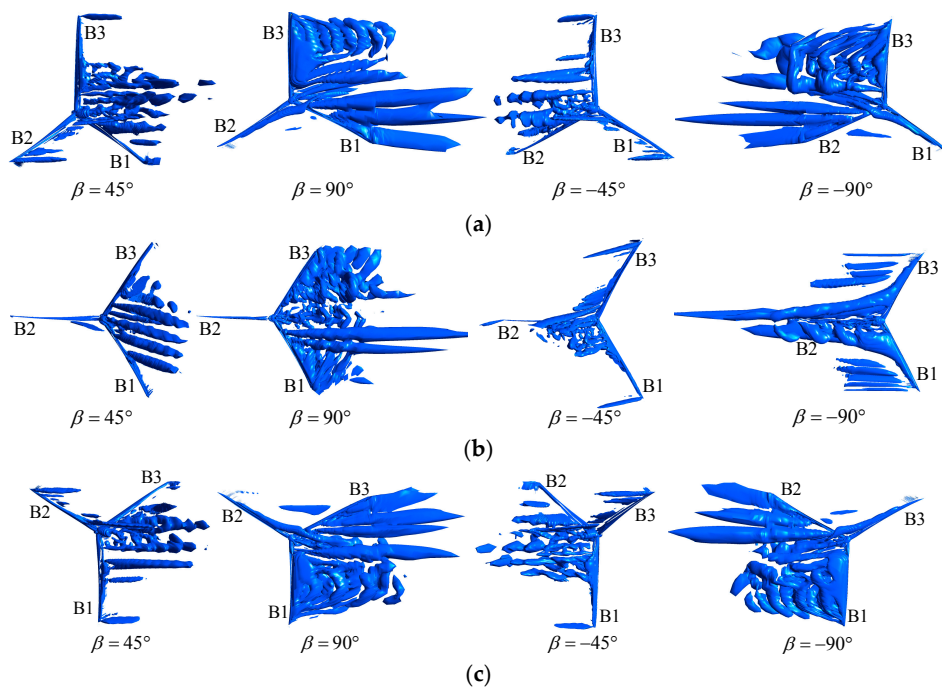 B3 B3 B3 B3
B2 B1 B2 B1 B2 B1 B2 B1
β = 45° β = 90° β = −45° β = −90°
(a)
B3 B3 B3 B3
B2 B2 B2 B2
B1 B1 B1 B1
β = 45° β = 90° β = −45° β = −90°
(b)
B2 B3 B2 B3 B2 B3 B2 B3
B1 B1 B1 B1
β = 45° β = 90° β = −45° β = −90°
(c)